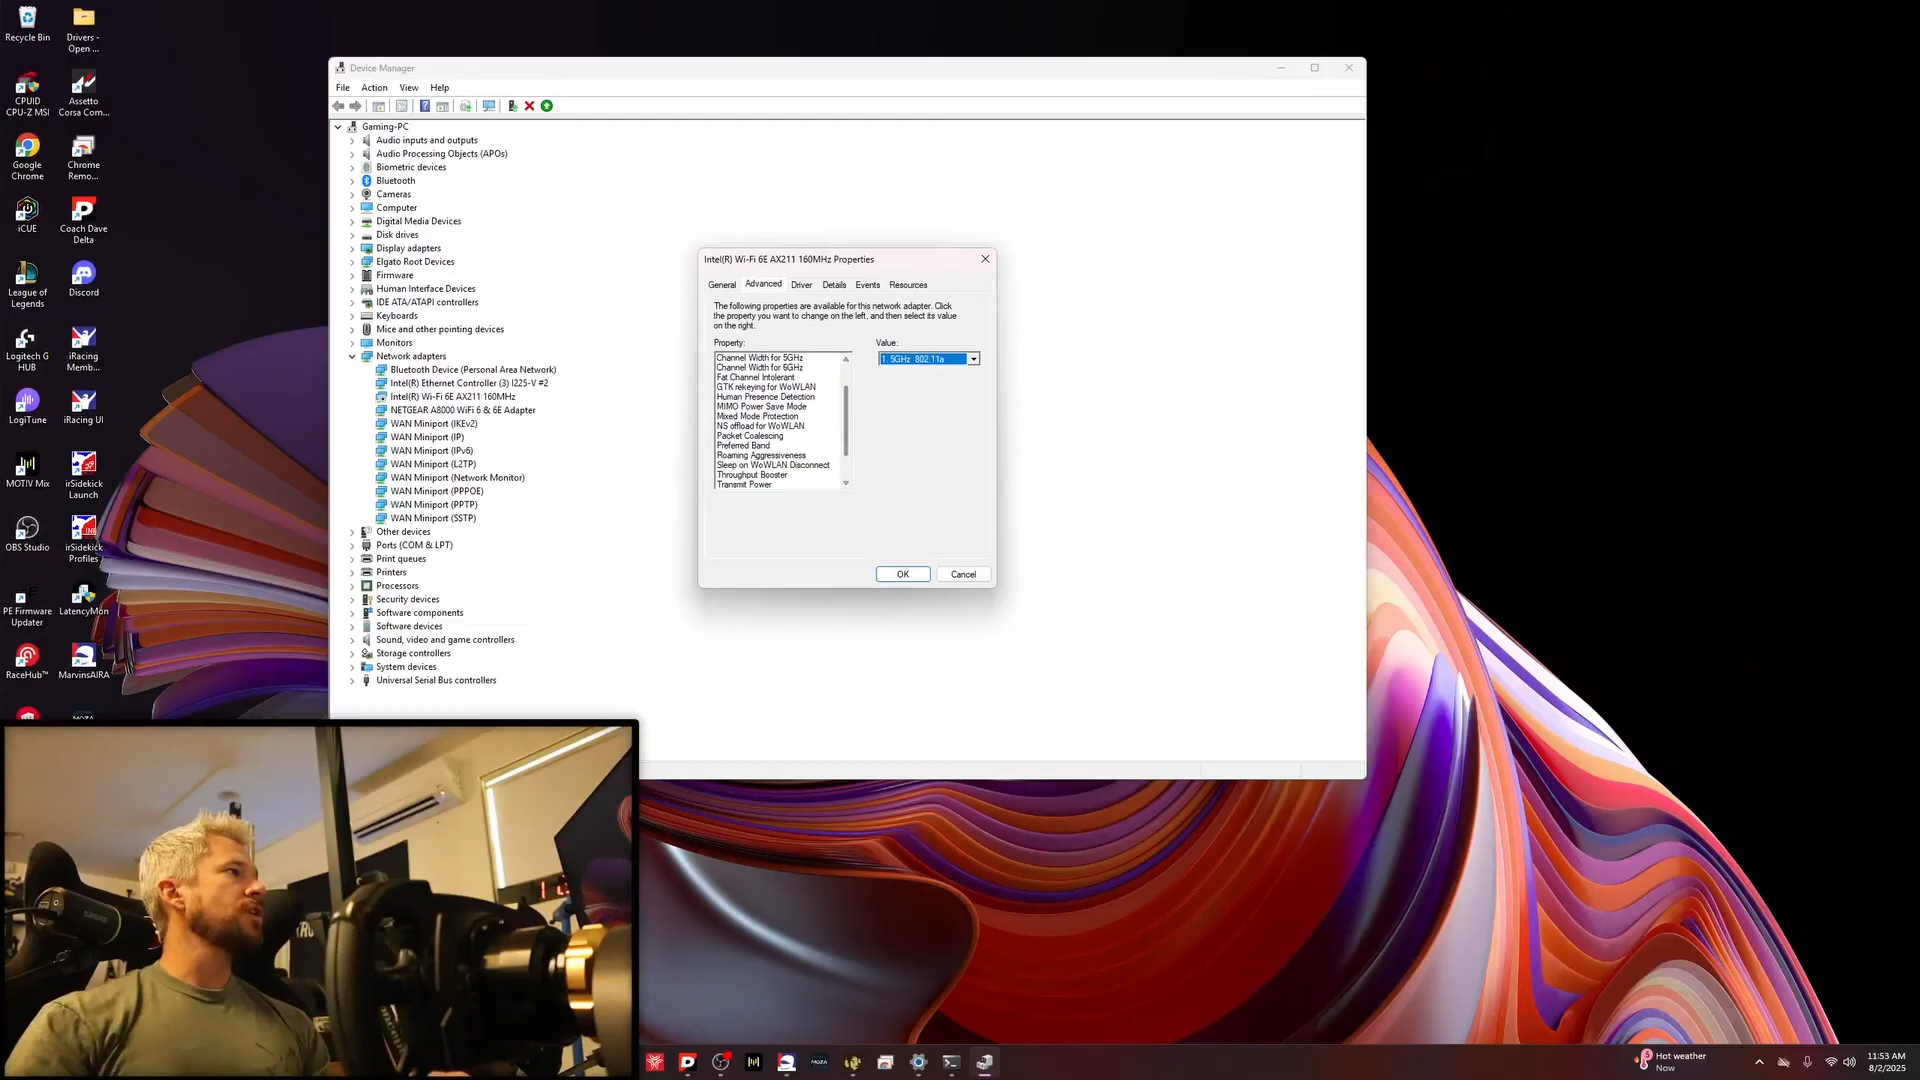 Recycle Bin
Drivers -
Open ...
CPUID
CPU-Z MSI
Assetto
Corsa Com...
Google
Chrome
Chrome
Remo...
iCUE
Coach Dave
Delta
League of
Legends
Discord
Logitech G
HUB
iRacing
Memb...
LogiTune
iRacing UI
MOTIV Mix
irSidekick
Launch
OBS Studio
irSidekick
Profiles
PE Firmware
Updater
LatencyMon
RaceHub™
MarvinsAIRA
MOZA
Device Manager
File Action View Help
Gaming-PC
Audio inputs and outputs
Audio Processing Objects (APOs)
Biometric devices
Bluetooth
Cameras
Computer
Digital Media Devices
Disk drives
Display adapters
Elgato Root Devices
Firmware
Human Interface Devices
IDE ATA/ATAPI controllers
Keyboards
Mice and other pointing devices
Monitors
Network adapters
Bluetooth Device (Personal Area Network)
Intel(R) Ethernet Controller (3) I225-V #2
Intel(R) Wi-Fi 6E AX211 160MHz
NETGEAR A8000 WiFi 6 & 6E Adapter
WAN Miniport (IKEv2)
WAN Miniport (IP)
WAN Miniport (IPv6)
WAN Miniport (L2TP)
WAN Miniport (Network Monitor)
WAN Miniport (PPPOE)
WAN Miniport (PPTP)
WAN Miniport (SSTP)
Other devices
Ports (COM & LPT)
Print queues
Printers
Processors
Security devices
Software components
Software devices
Sound, video and game controllers
Storage controllers
System devices
Universal Serial Bus controllers
Intel(R) Wi-Fi 6E AX211 160MHz Properties
General Advanced Driver Details Events Resources
The following properties are available for this network adapter. Click
the property you want to change on the left, and then select its value
on the right.
Property:
Value:
Channel Width for 5GHz
Channel Width for 6GHz
Fat Channel Intolerant
GTK rekeying for WoWLAN
Human Presence Detection
MIMO Power Save Mode
Mixed Mode Protection
NS offload for WoWLAN
Packet Coalescing
Preferred Band
Roaming Aggressiveness
Sleep on WoWLAN Disconnect
Throughput Booster
Transmit Power
1. 5GHz 802.11a
OK
Cancel
SHURE
MOZA
Hot weather
Now
11:53 AM
8/2/2025